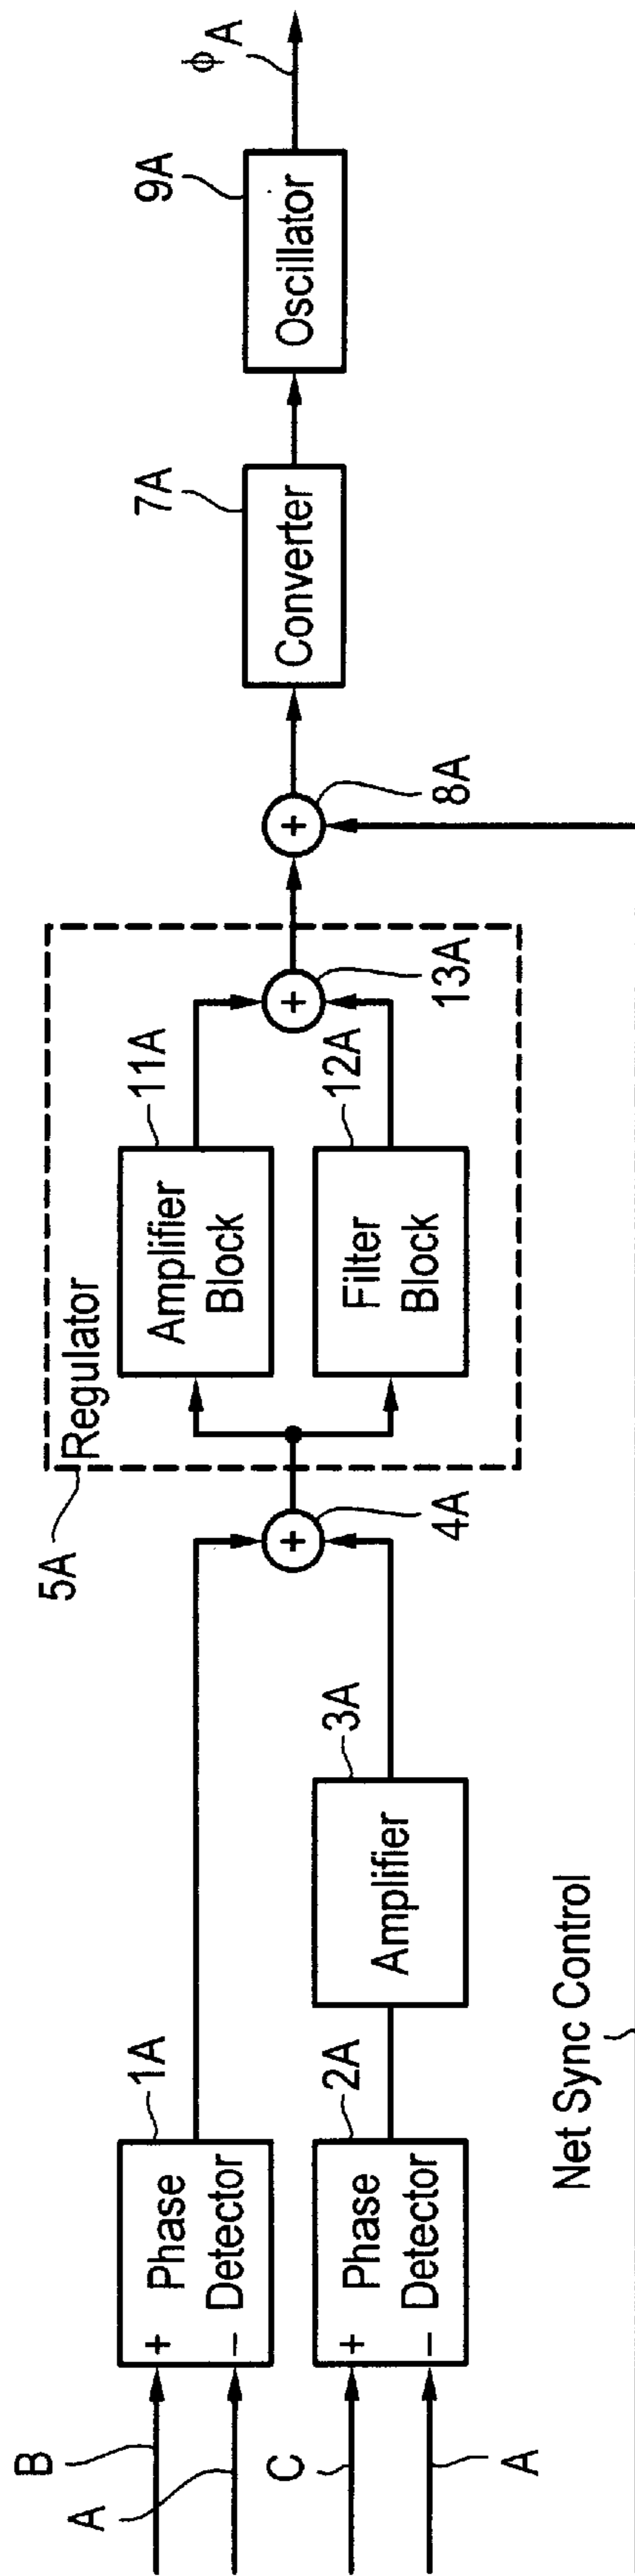 B
A
+
−
Phase
Detector
1A
C
A
+
−
Phase
Detector
2A
Amplifier
3A
4A
5A
Regulator
Amplifier
Block
11A
Filter
Block
12A
+
+
13A
+
8A
Converter
7A
Oscillator
9A
ϕA
Net Sync Control